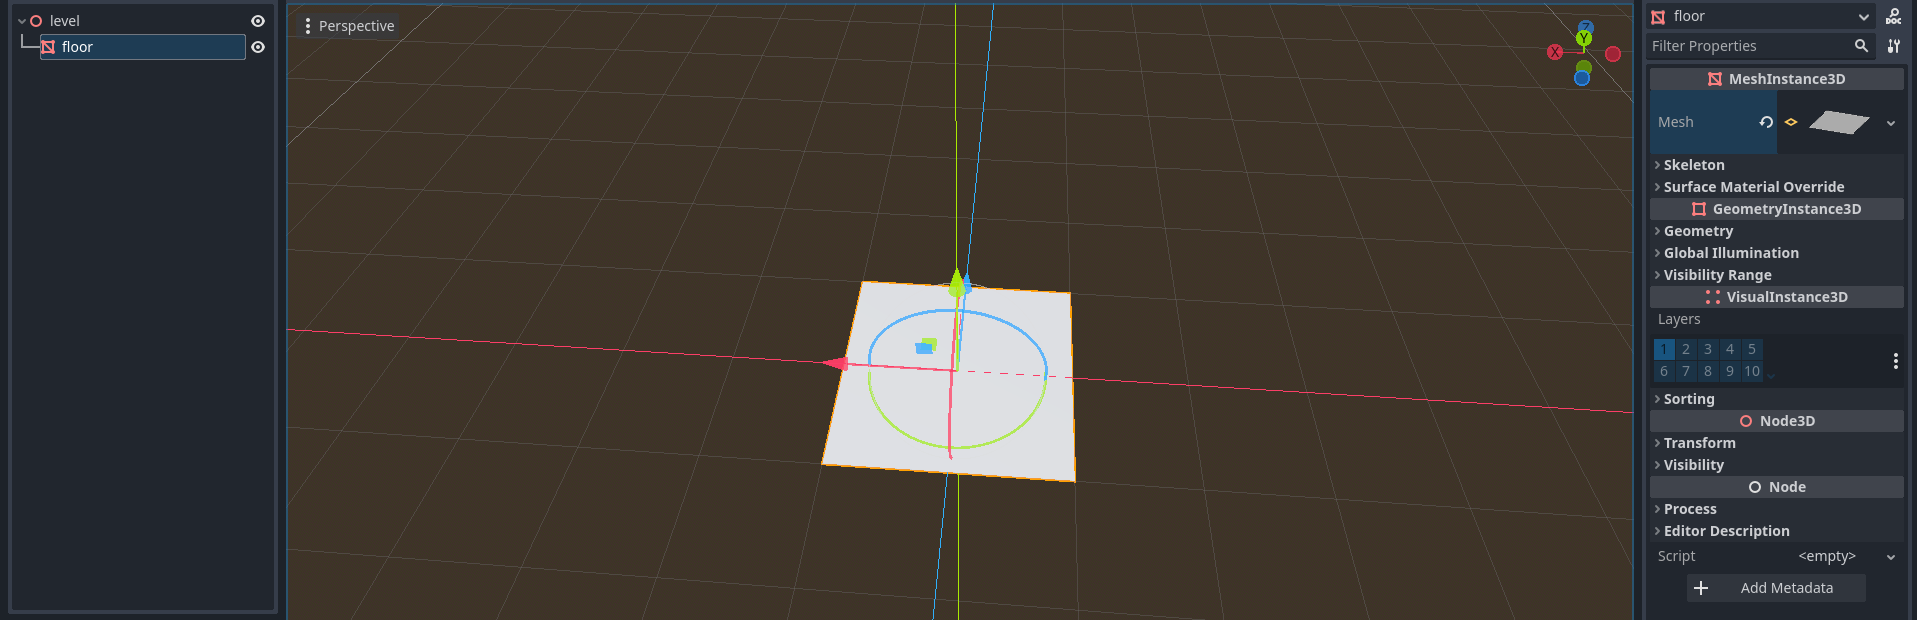 level
floor
Perspective
Z
Y
X
floor
DOC
Filter Properties
MeshInstance3D
Mesh
Skeleton
Surface Material Override
GeometryInstance3D
Geometry
Global Illumination
Visibility Range
VisualInstance3D
Layers
1 2 3 4 5
6 7 8 9 10
Sorting
Node3D
Transform
Visibility
Node
Process
Editor Description
Script <empty>
Add Metadata